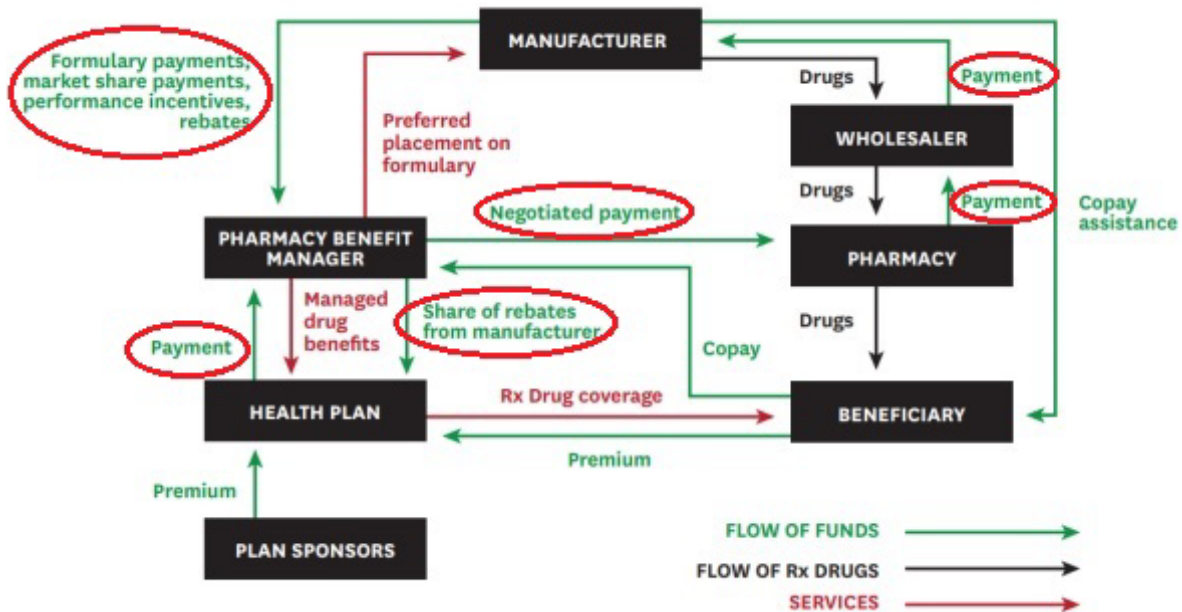 MANUFACTURER
Formulary payments,
market share payments,
performance incentives,
rebates
Drugs
Payment
Preferred
placement on
formulary
WHOLESALER
Drugs
Payment
Copay
assistance
Negotiated payment
PHARMACY BENEFIT
MANAGER
PHARMACY
Managed
drug
benefits
Share of rebates
from manufacturer
Drugs
Payment
Copay
HEALTH PLAN
Rx Drug coverage
BENEFICIARY
Premium
Premium
PLAN SPONSORS
FLOW OF FUNDS
FLOW OF Rx DRUGS
SERVICES